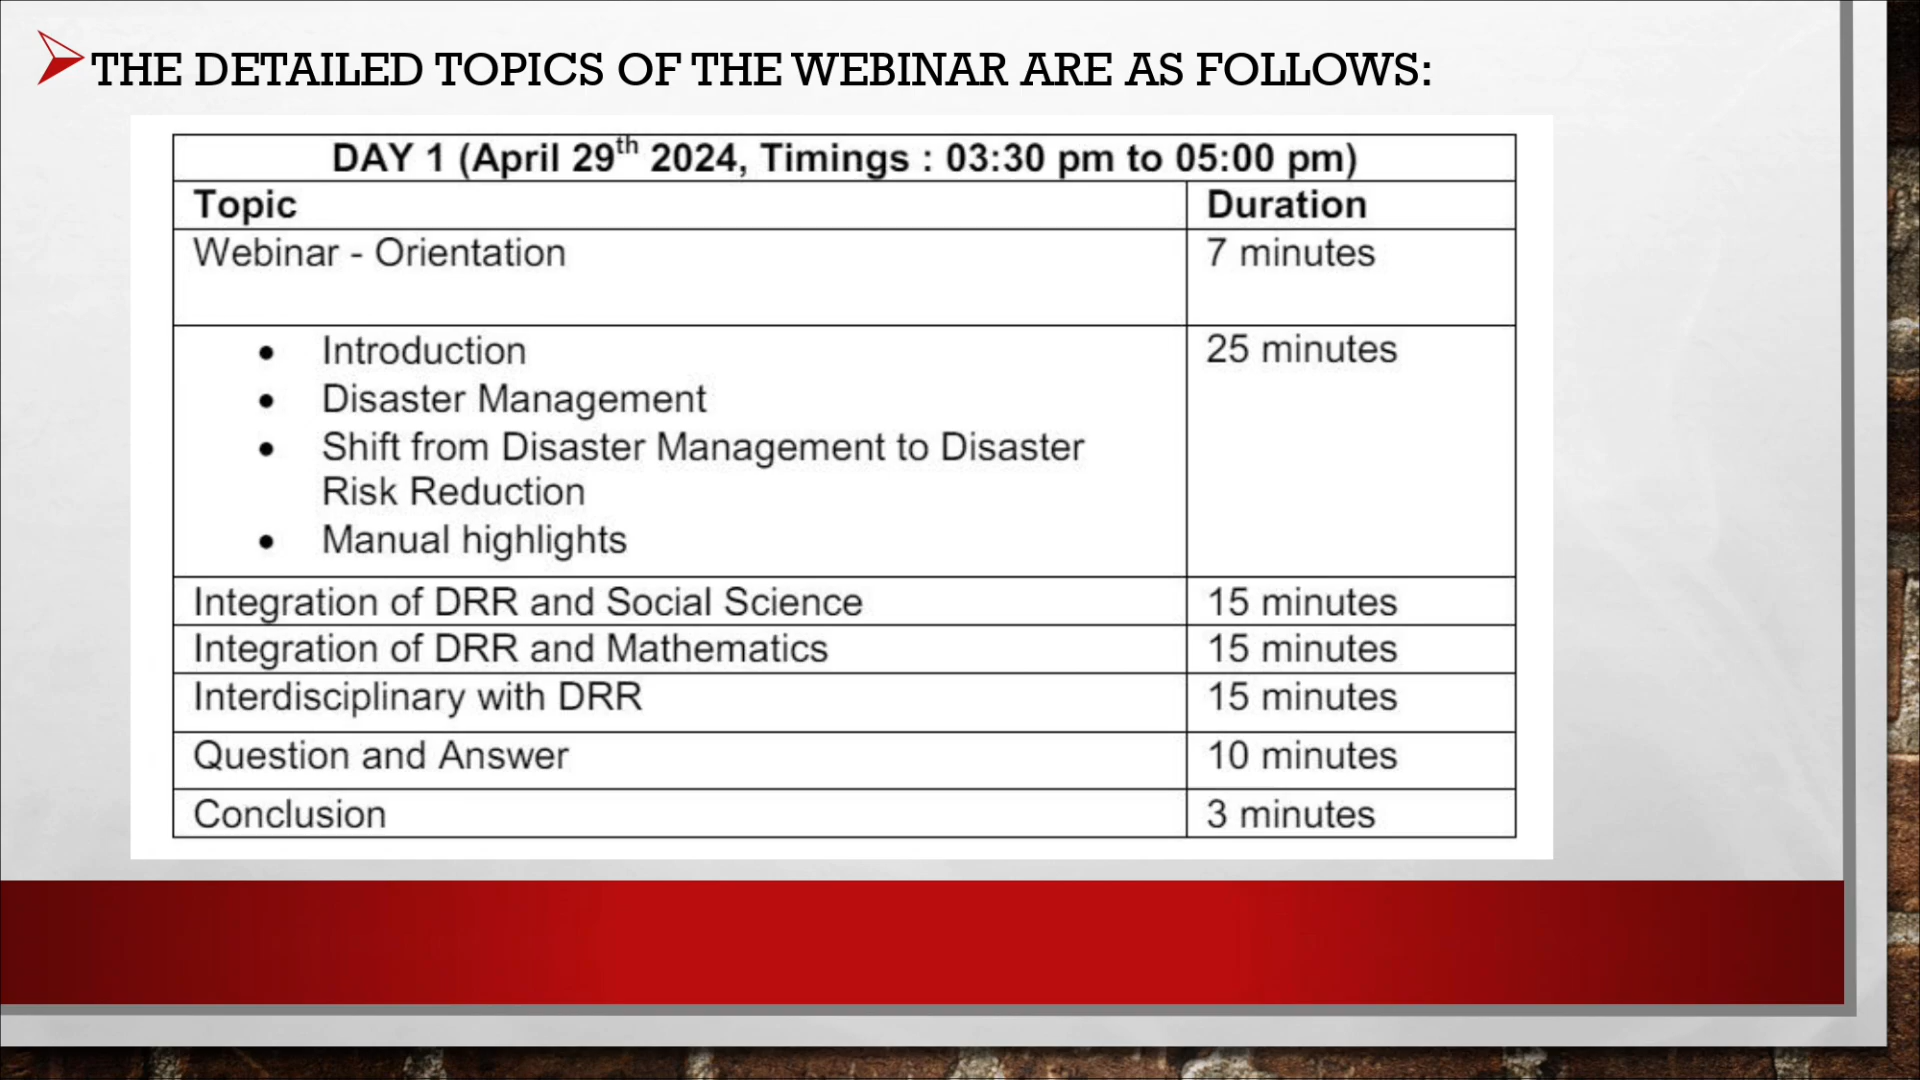 THE DETAILED TOPICS OF THE WEBINAR ARE AS FOLLOWS:
DAY 1 (April 29th 2024, Timings : 03:30 pm to 05:00 pm)
Topic Duration
Webinar - Orientation 7 minutes
• Introduction 25 minutes
• Disaster Management
• Shift from Disaster Management to Disaster
Risk Reduction
• Manual highlights
Integration of DRR and Social Science 15 minutes
Integration of DRR and Mathematics 15 minutes
Interdisciplinary with DRR 15 minutes
Question and Answer 10 minutes
Conclusion 3 minutes